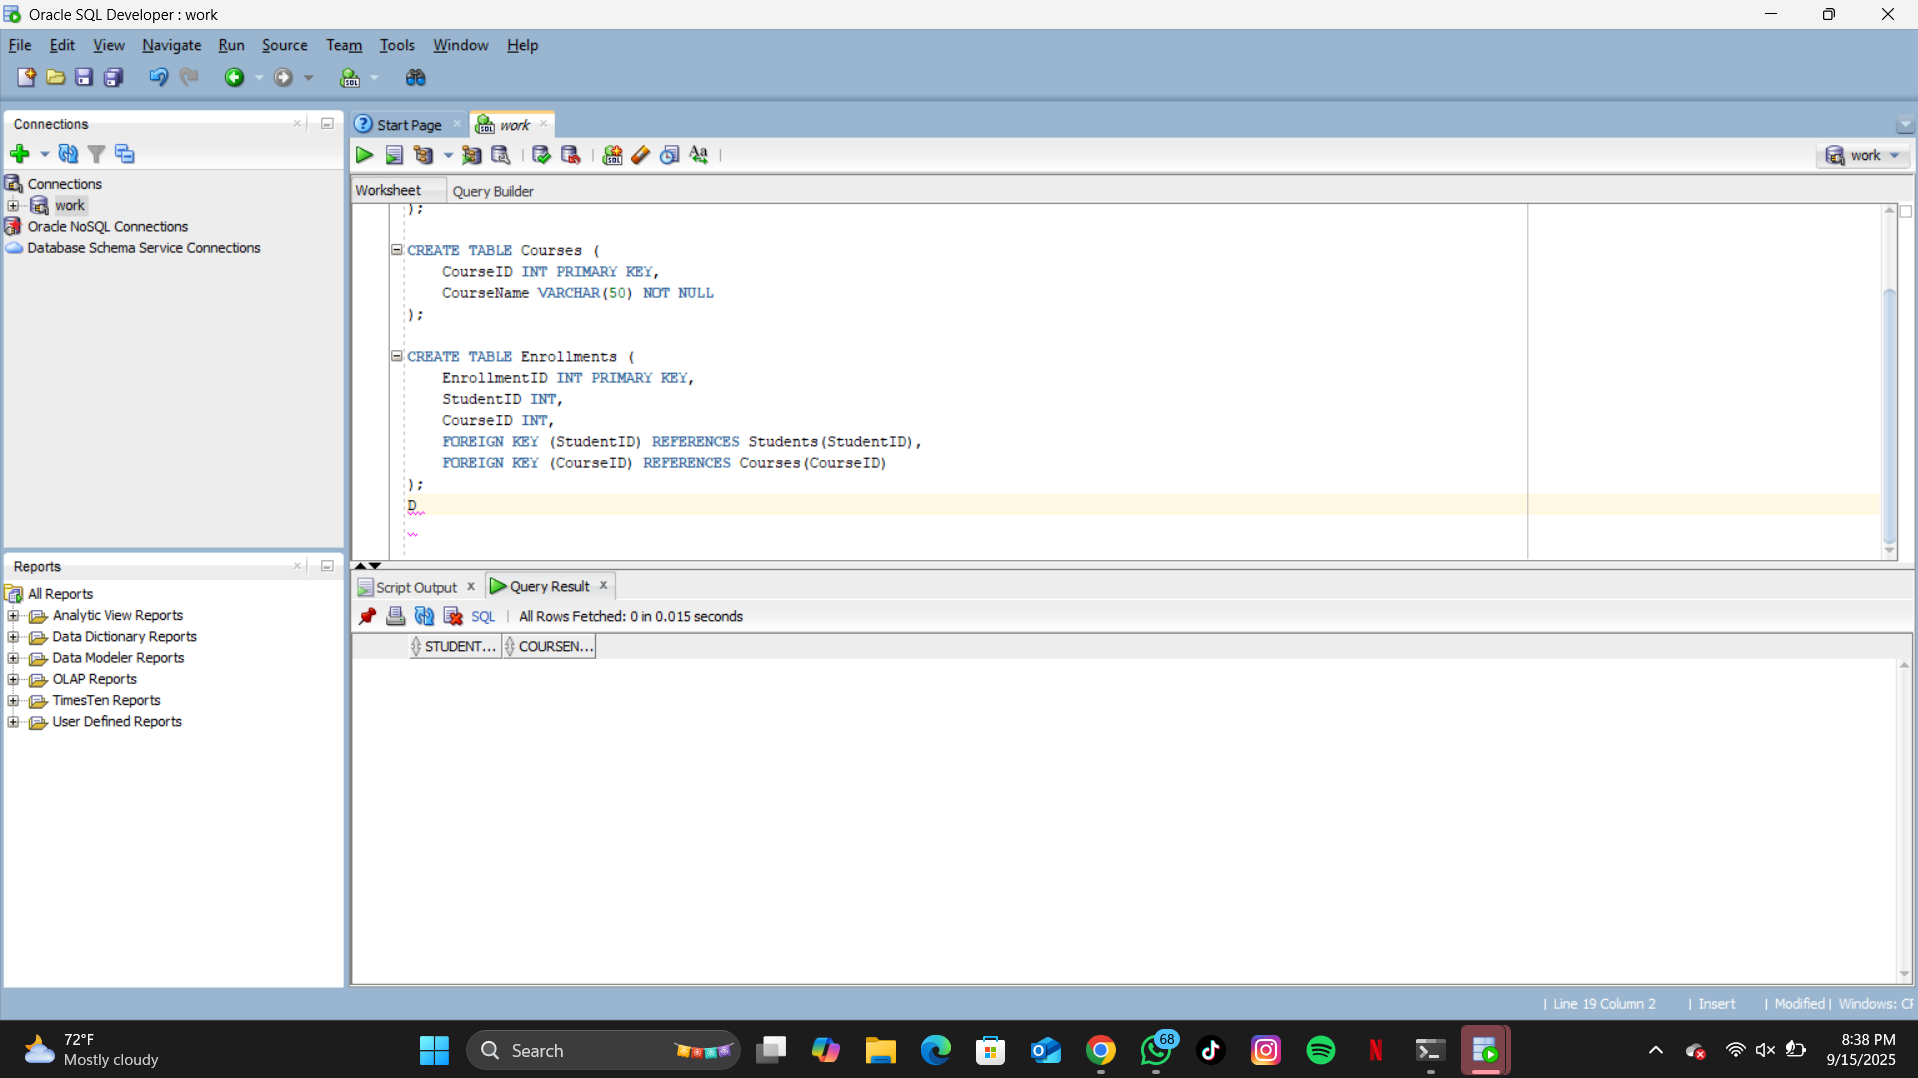 Oracle SQL Developer : work
File Edit View Navigate Run Source Team Tools Window Help
Connections
Start Page
work
work
Connections
work
Oracle NoSQL Connections
Database Schema Service Connections
Worksheet
Query Builder
);
CREATE TABLE Courses (
CourseID INT PRIMARY KEY,
CourseName VARCHAR(50) NOT NULL
);
CREATE TABLE Enrollments (
EnrollmentID INT PRIMARY KEY,
StudentID INT,
CourseID INT,
FOREIGN KEY (StudentID) REFERENCES Students(StudentID),
FOREIGN KEY (CourseID) REFERENCES Courses(CourseID)
);
D
Reports
All Reports
Analytic View Reports
Data Dictionary Reports
Data Modeler Reports
OLAP Reports
TimesTen Reports
User Defined Reports
Script Output
Query Result
SQL | All Rows Fetched: 0 in 0.015 seconds
STUDENT... COURSEN...
| Line 19 Column 2 | Insert | Modified | Windows: CF
72°F
Mostly cloudy
Search
68
8:38 PM
9/15/2025